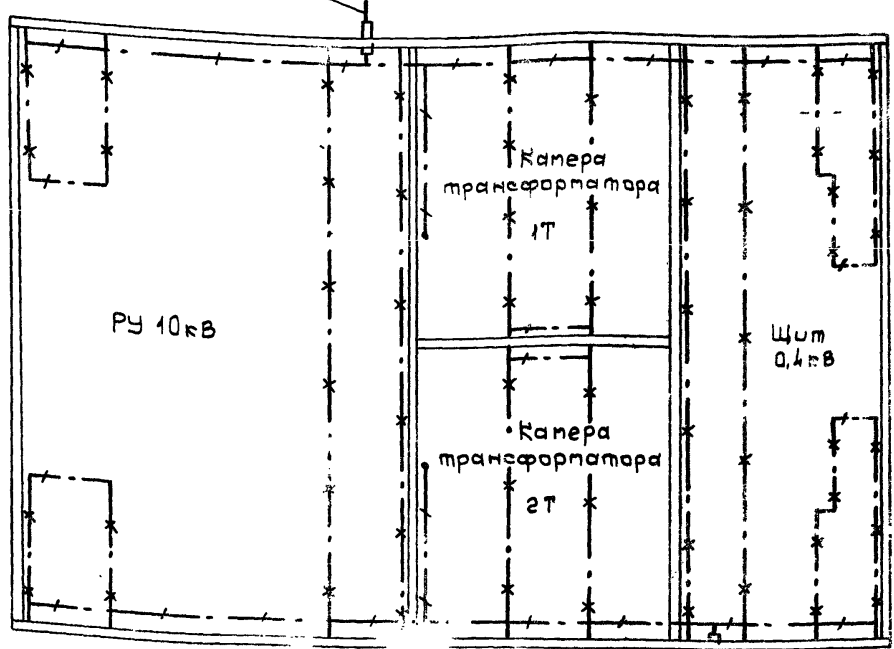 Камера
трансформатора
1Т
РУ 10кВ
Щит
0,4кВ
Камера
трансформатора
2Т